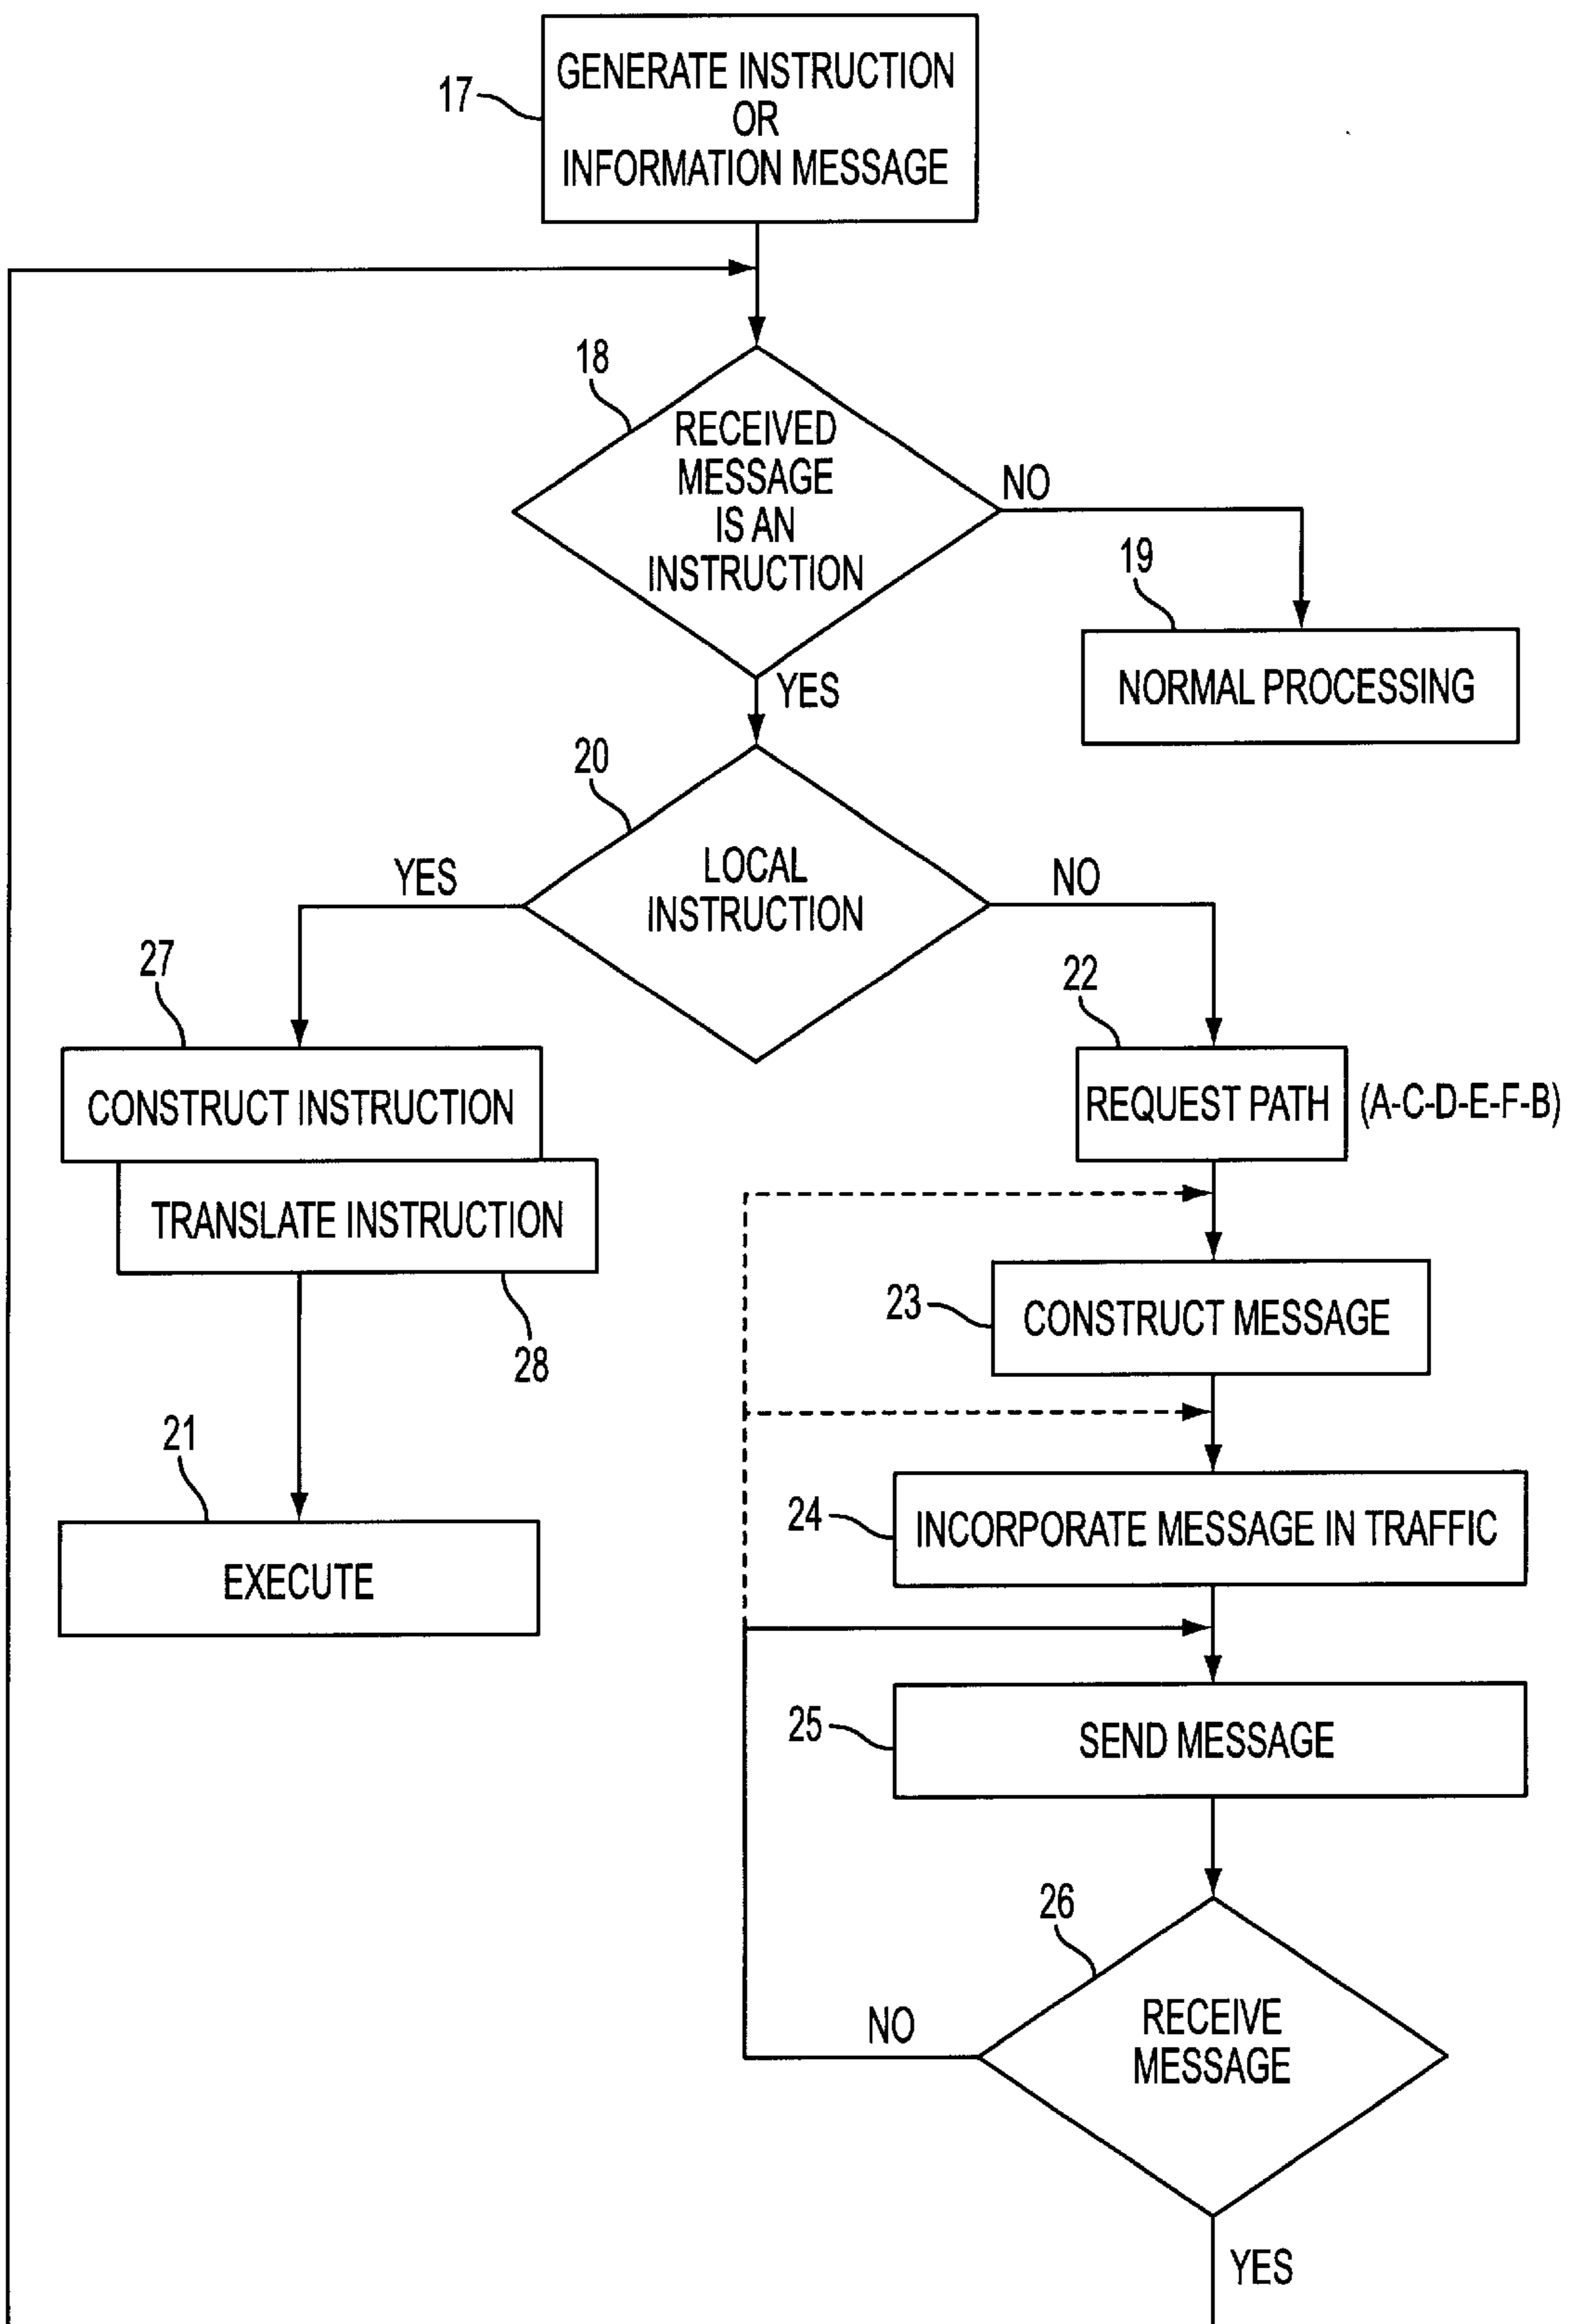 GENERATE INSTRUCTION
OR
INFORMATION MESSAGE
17
18
RECEIVED
MESSAGE
IS AN
INSTRUCTION
NO
19
NORMAL PROCESSING
YES
20
LOCAL
INSTRUCTION
YES
NO
27
CONSTRUCT INSTRUCTION
TRANSLATE INSTRUCTION
28
22
REQUEST PATH
(A-C-D-E-F-B)
23
CONSTRUCT MESSAGE
21
EXECUTE
24
INCORPORATE MESSAGE IN TRAFFIC
25
SEND MESSAGE
26
RECEIVE
MESSAGE
NO
YES